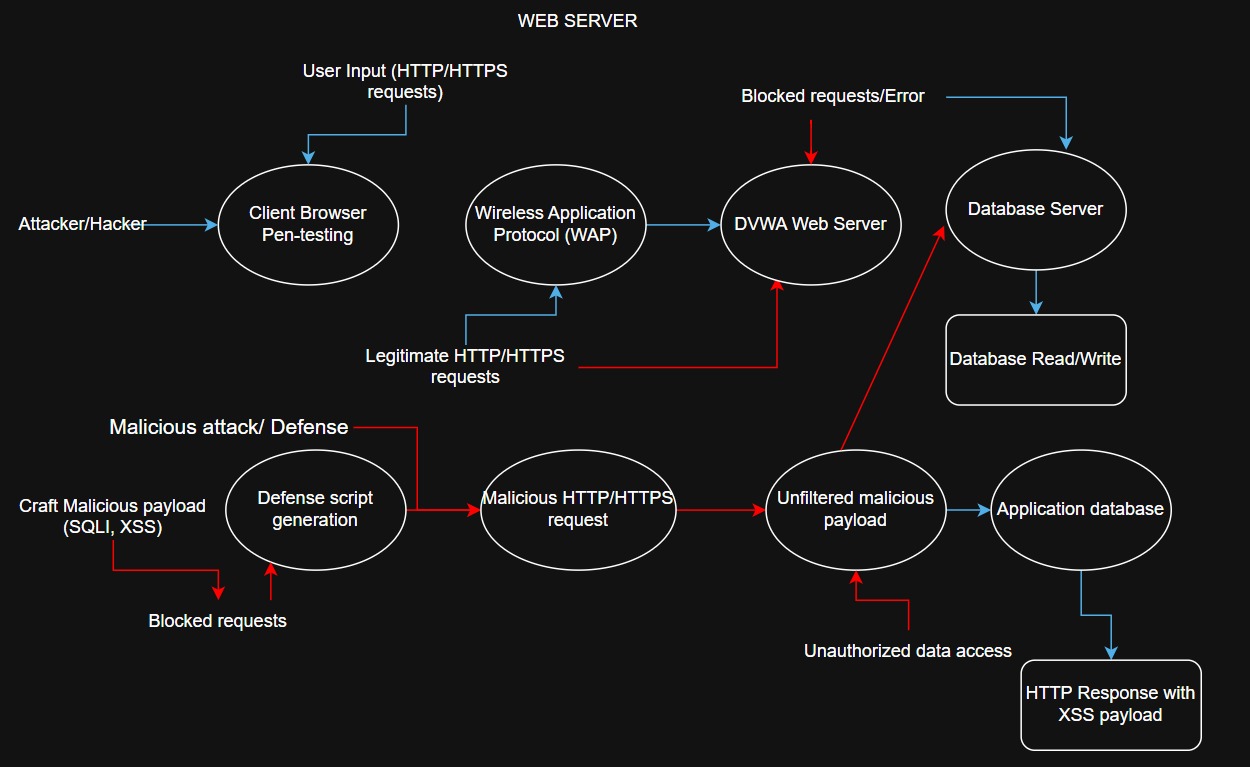 WEB SERVER
User Input (HTTP/HTTPS
requests)
Blocked requests/Error
Attacker/Hacker
Client Browser
Pen-testing
Wireless Application
Protocol (WAP)
DVWA Web Server
Database Server
Legitimate HTTP/HTTPS
requests
Database Read/Write
Malicious attack/ Defense
Craft Malicious payload
(SQLI, XSS)
Defense script
generation
Malicious HTTP/HTTPS
request
Unfiltered malicious
payload
Application database
Blocked requests
Unauthorized data access
HTTP Response with
XSS payload